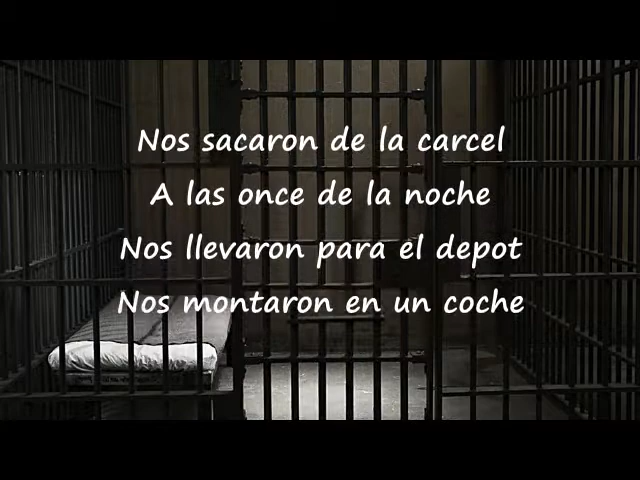 Nos sacaron de la carcel
A las once de la noche
Nos llevaron para el depot
Nos montaron en un coche